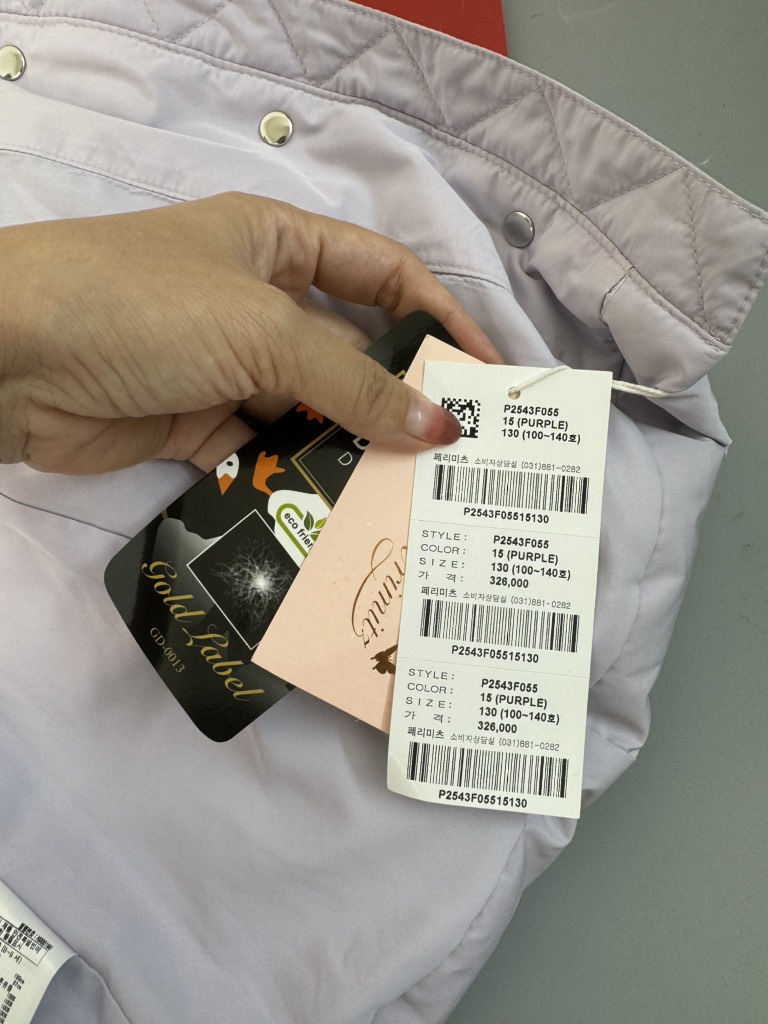 P2543F055
15 (PURPLE)
130 (100~140호)
페리미츠 소비자상담실 (031)881-0282
P2543F05515130
STYLE: P2543F055
COLOR: 15 (PURPLE)
SIZE: 130 (100~140호)
가 격: 326,000
페리미츠 소비자상담실 (031)881-0282
P2543F05515130
STYLE: P2543F055
COLOR: 15 (PURPLE)
SIZE: 130 (100~140호)
가 격: 326,000
페리미츠 소비자상담실 (031)881-0282
P2543F05515130
eco
Gold Label
GD-0013